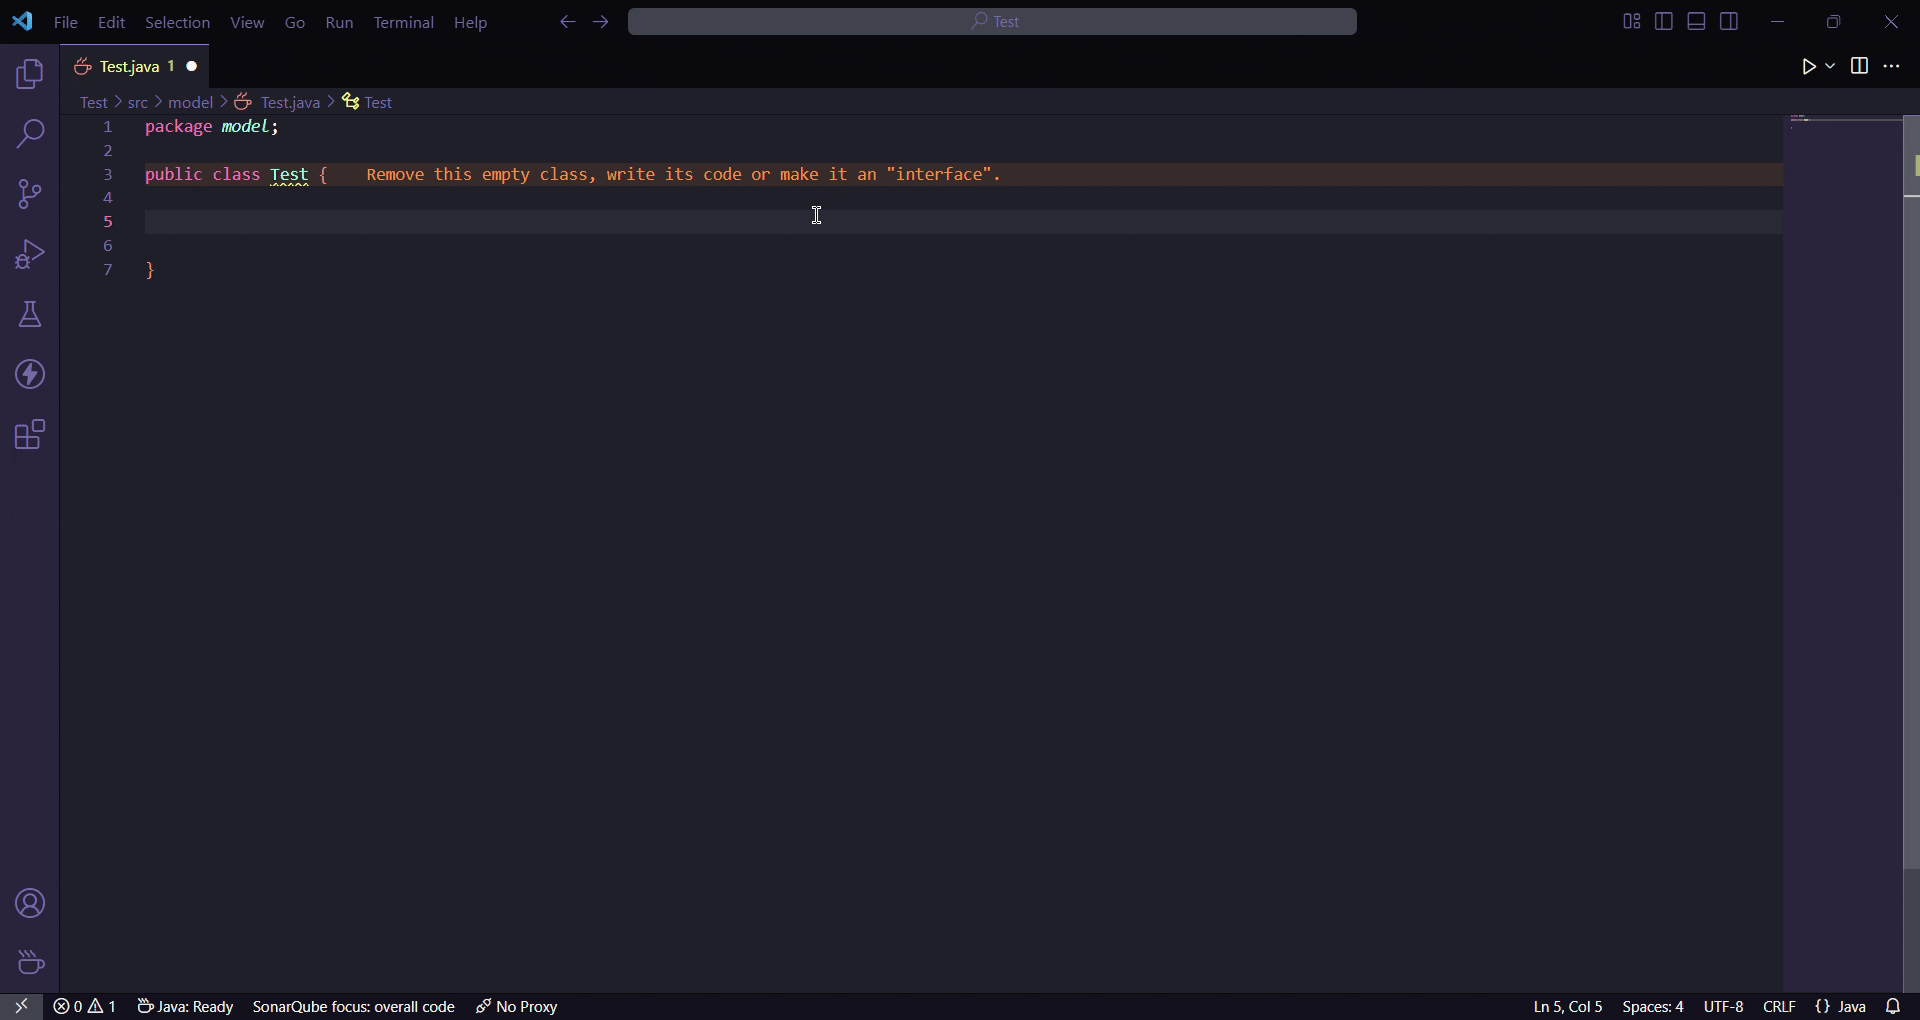 File Edit Selection View Go Run Terminal Help Test
Test.java 1
Test > src > model > Test.java > Test
1 package model;
2
3 public class Test { Remove this empty class, write its code or make it an "interface".
4
5
6
7 }
0 1 Java: Ready SonarQube focus: overall code No Proxy Ln 5, Col 5 Spaces: 4 UTF-8 CRLF {} Java